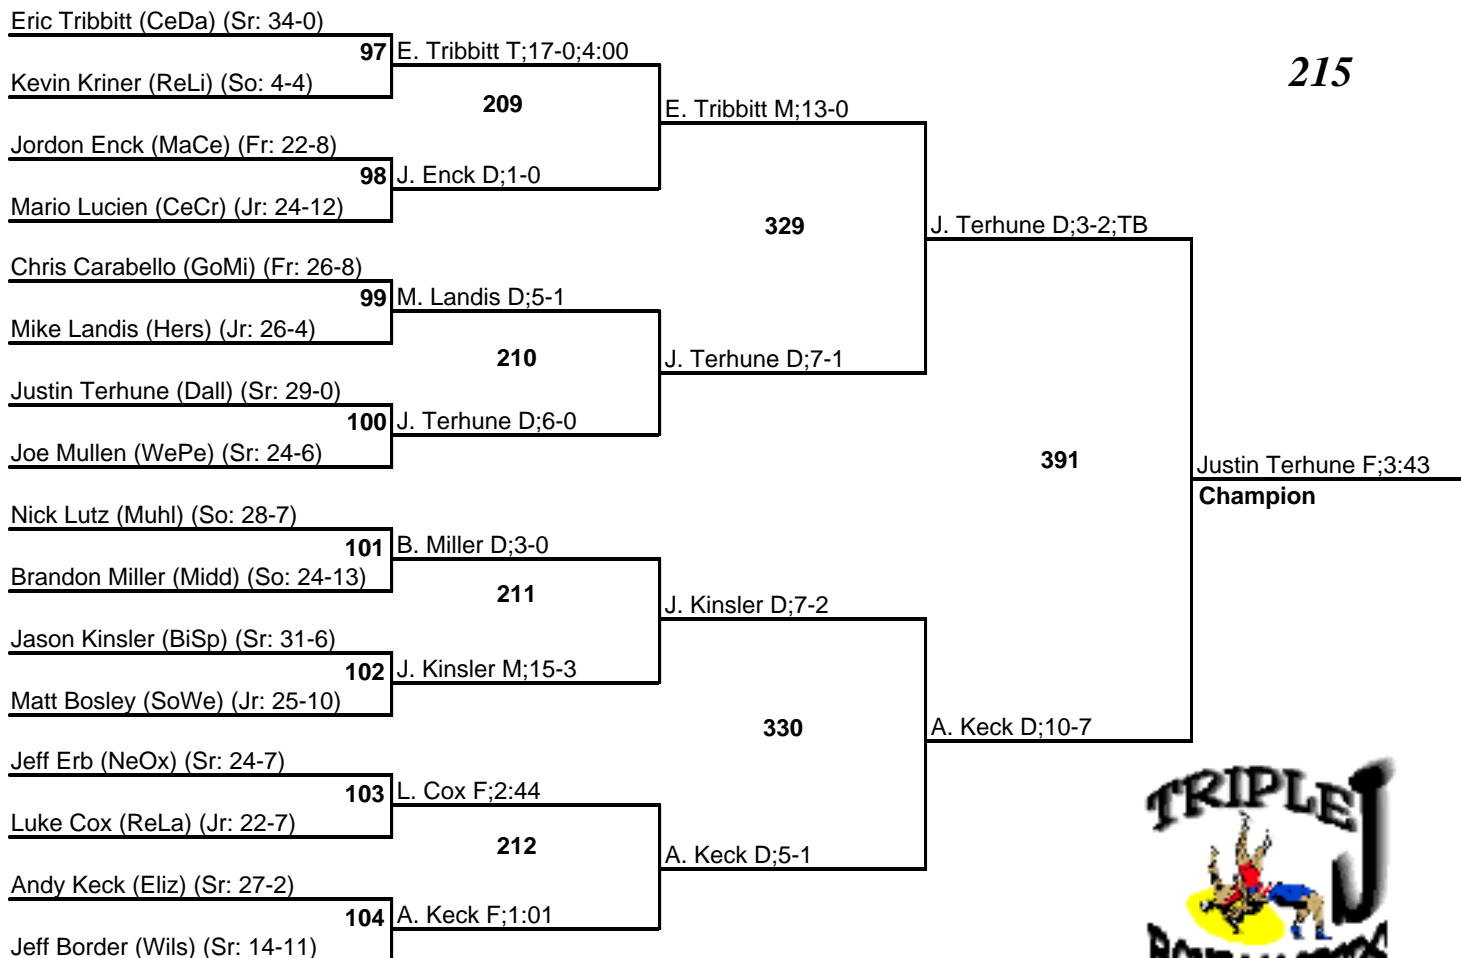 215
Eric Tribbitt (CeDa) (Sr: 34-0)
97 E. Tribbitt T;17-0;4:00
Kevin Kriner (ReLi) (So: 4-4)
209
E. Tribbitt M;13-0
Jordon Enck (MaCe) (Fr: 22-8)
98 J. Enck D;1-0
Mario Lucien (CeCr) (Jr: 24-12)
329
J. Terhune D;3-2;TB
Chris Carabello (GoMi) (Fr: 26-8)
99 M. Landis D;5-1
Mike Landis (Hers) (Jr: 26-4)
210
J. Terhune D;7-1
Justin Terhune (Dall) (Sr: 29-0)
100 J. Terhune D;6-0
Joe Mullen (WePe) (Sr: 24-6)
391
Justin Terhune F;3:43
Champion
Nick Lutz (Muhl) (So: 28-7)
101 B. Miller D;3-0
Brandon Miller (Midd) (So: 24-13)
211
J. Kinsler D;7-2
Jason Kinsler (BiSp) (Sr: 31-6)
102 J. Kinsler M;15-3
Matt Bosley (SoWe) (Jr: 25-10)
330
A. Keck D;10-7
Jeff Erb (NeOx) (Sr: 24-7)
103 L. Cox F;2:44
Luke Cox (ReLa) (Jr: 22-7)
212
A. Keck D;5-1
Andy Keck (Eliz) (Sr: 27-2)
104 A. Keck F;1:01
Jeff Border (Wils) (Sr: 14-11)
TRIPLE J